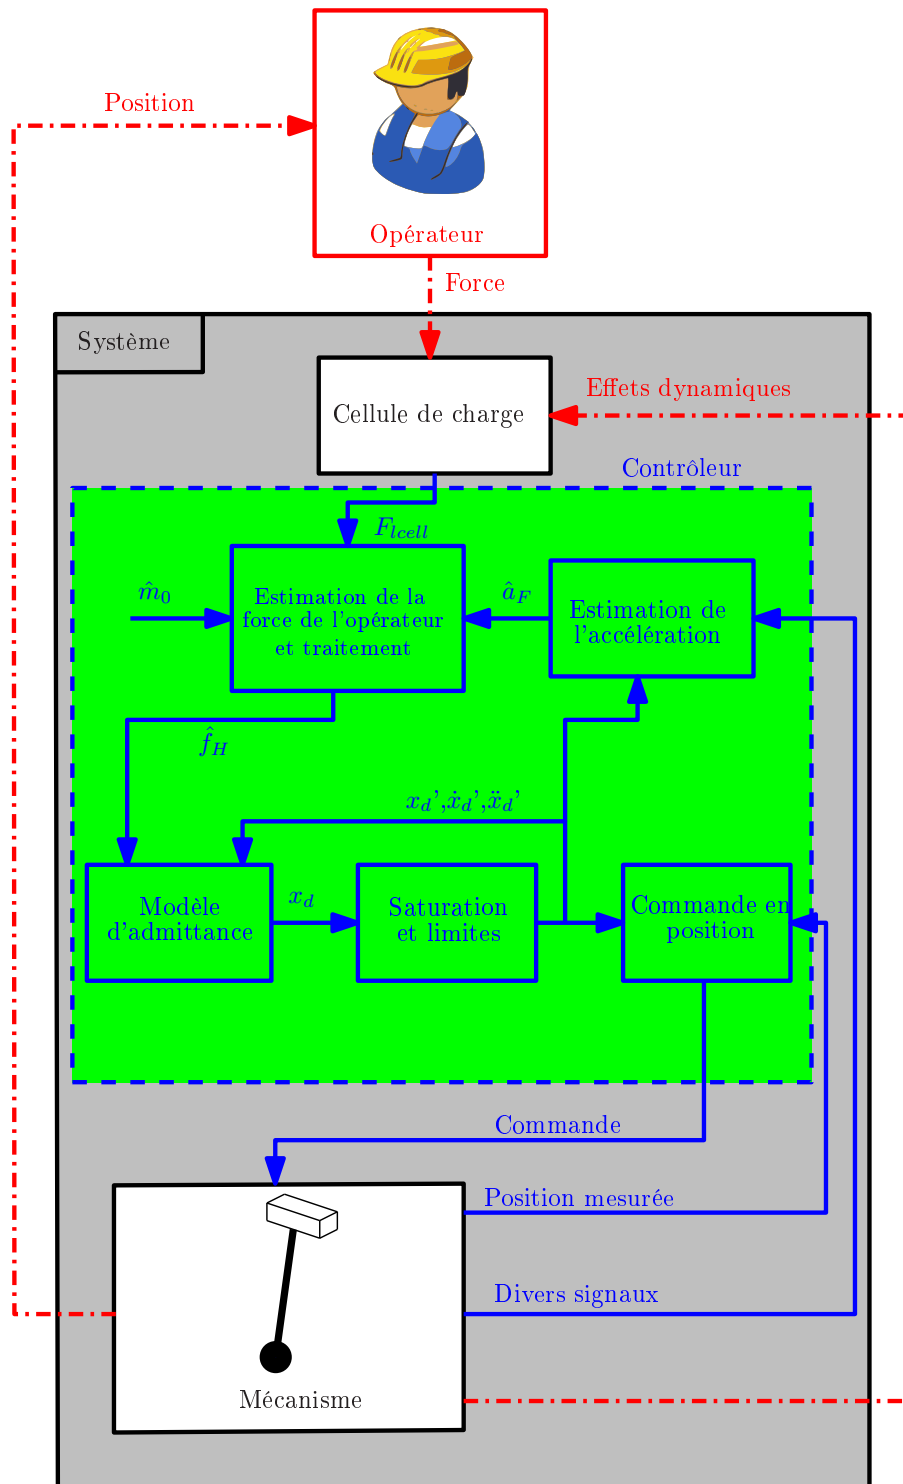 Position
Opérateur
Force
Système
Cellule de charge
Effets dynamiques
Contrôleur
F_lcell
m̂_0
Estimation de la
force de l'opérateur
et traitement
â_F
Estimation de
l'accélération
f̂_H
x_d',ẋ_d',ẍ_d'
Modèle
d'admittance
x_d
Saturation
et limites
Commande en
position
Commande
Position mesurée
Divers signaux
Mécanisme